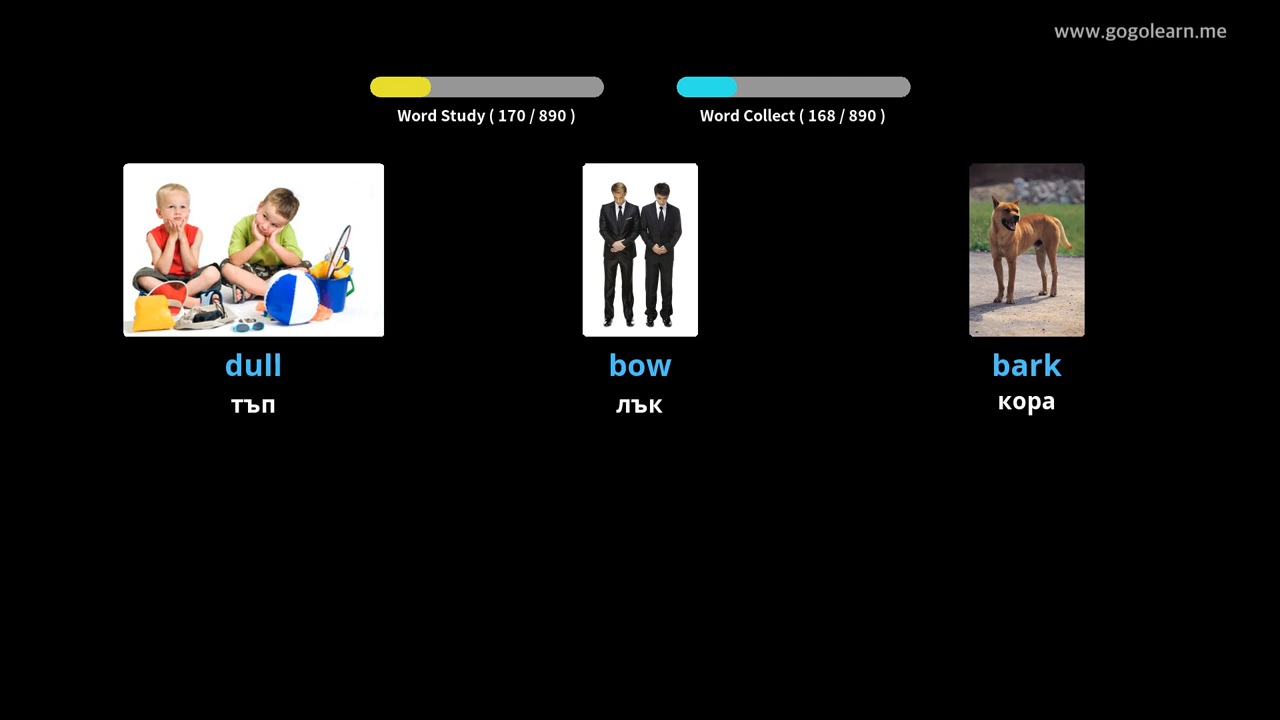 www.gogolearn.me
Word Study ( 170 / 890 )
Word Collect ( 168 / 890 )
dull
тъп
bow
лък
bark
кора